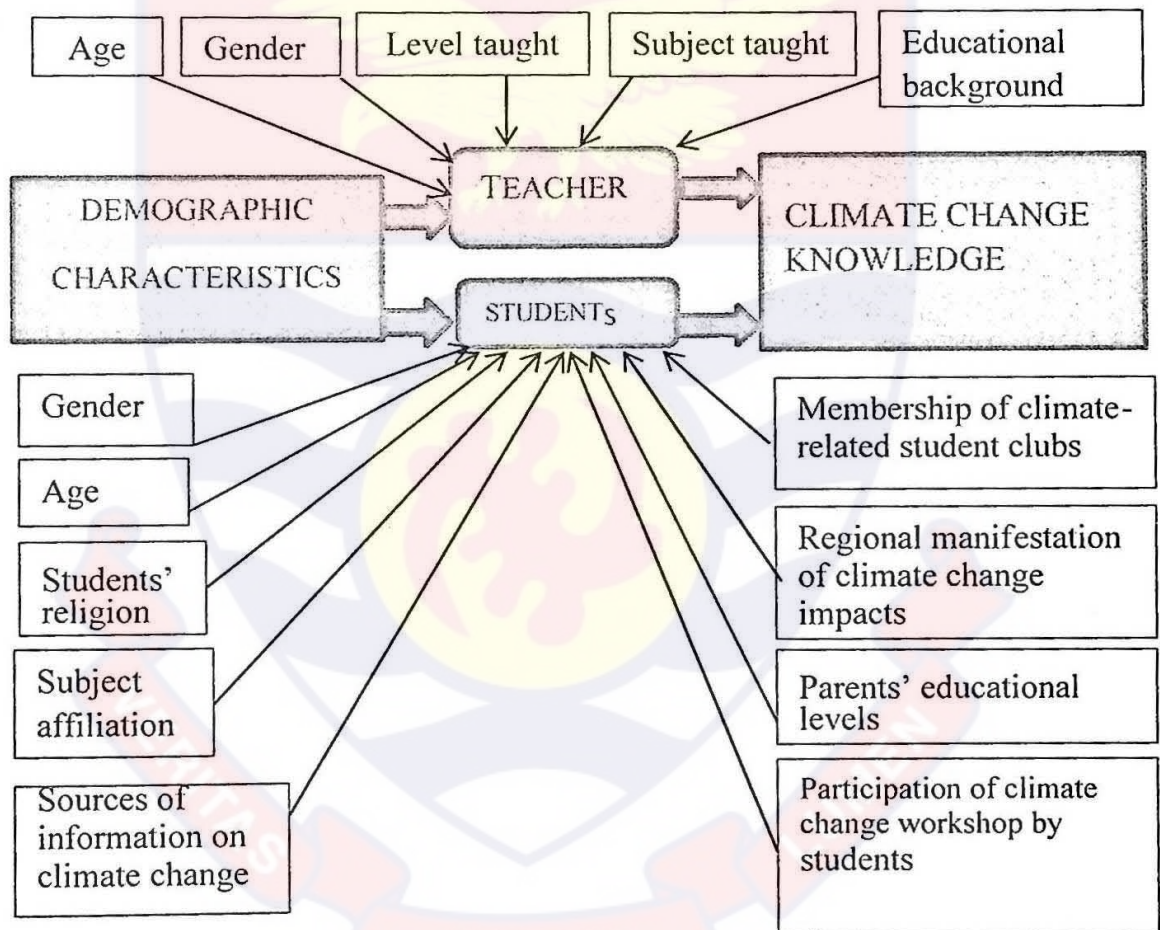 Age
Gender
Level taught
Subject taught
Educational
background
TEACHER
DEMOGRAPHIC
CHARACTERISTICS
CLIMATE CHANGE
KNOWLEDGE
STUDENTS
Gender
Age
Students’
religion
Subject
affiliation
Sources of
information on
climate change
Membership of climate-
related student clubs
Regional manifestation
of climate change
impacts
Parents’ educational
levels
Participation of climate
change workshop by
students
VERITAS
LUMEN